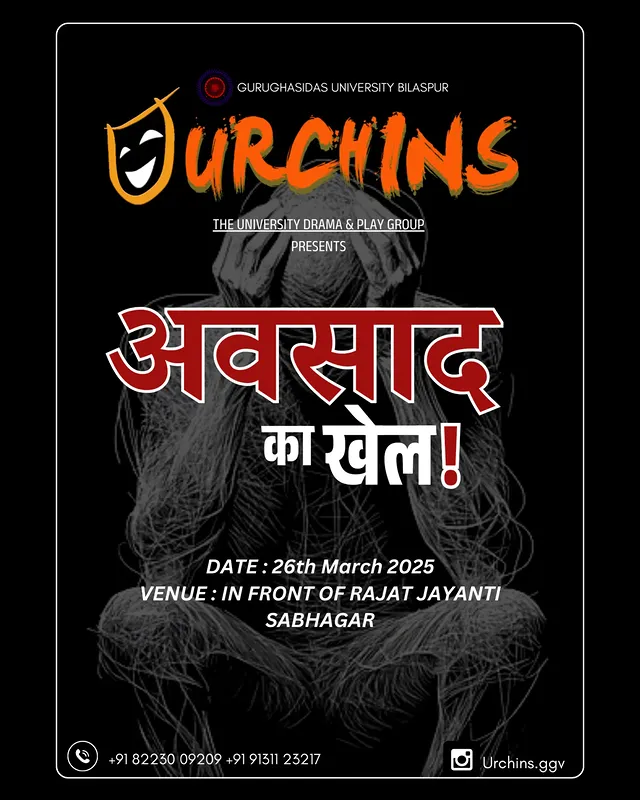 GURUGHASIDAS UNIVERSITY BILASPUR
URCHINS
THE UNIVERSITY DRAMA & PLAY GROUP
PRESENTS
अवसाद
का खेल!
DATE : 26th March 2025
VENUE : IN FRONT OF RAJAT JAYANTI
SABHAGAR
+91 82230 09209 +91 91311 23217
Urchins.ggv